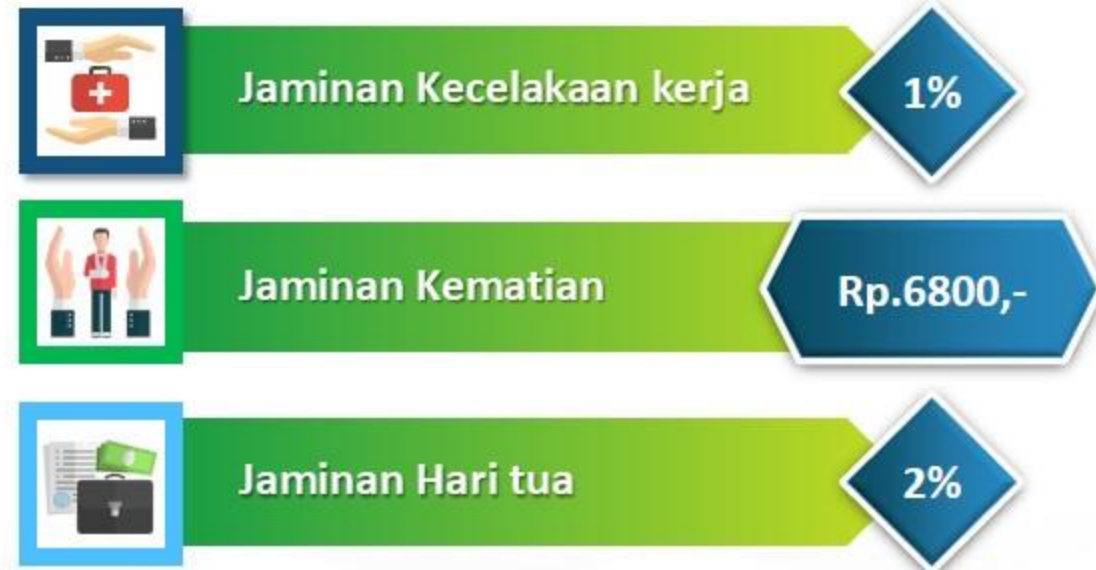 Jaminan Kecelakaan kerja
1%
Jaminan Kematian
Rp.6800,-
Jaminan Hari tua
2%